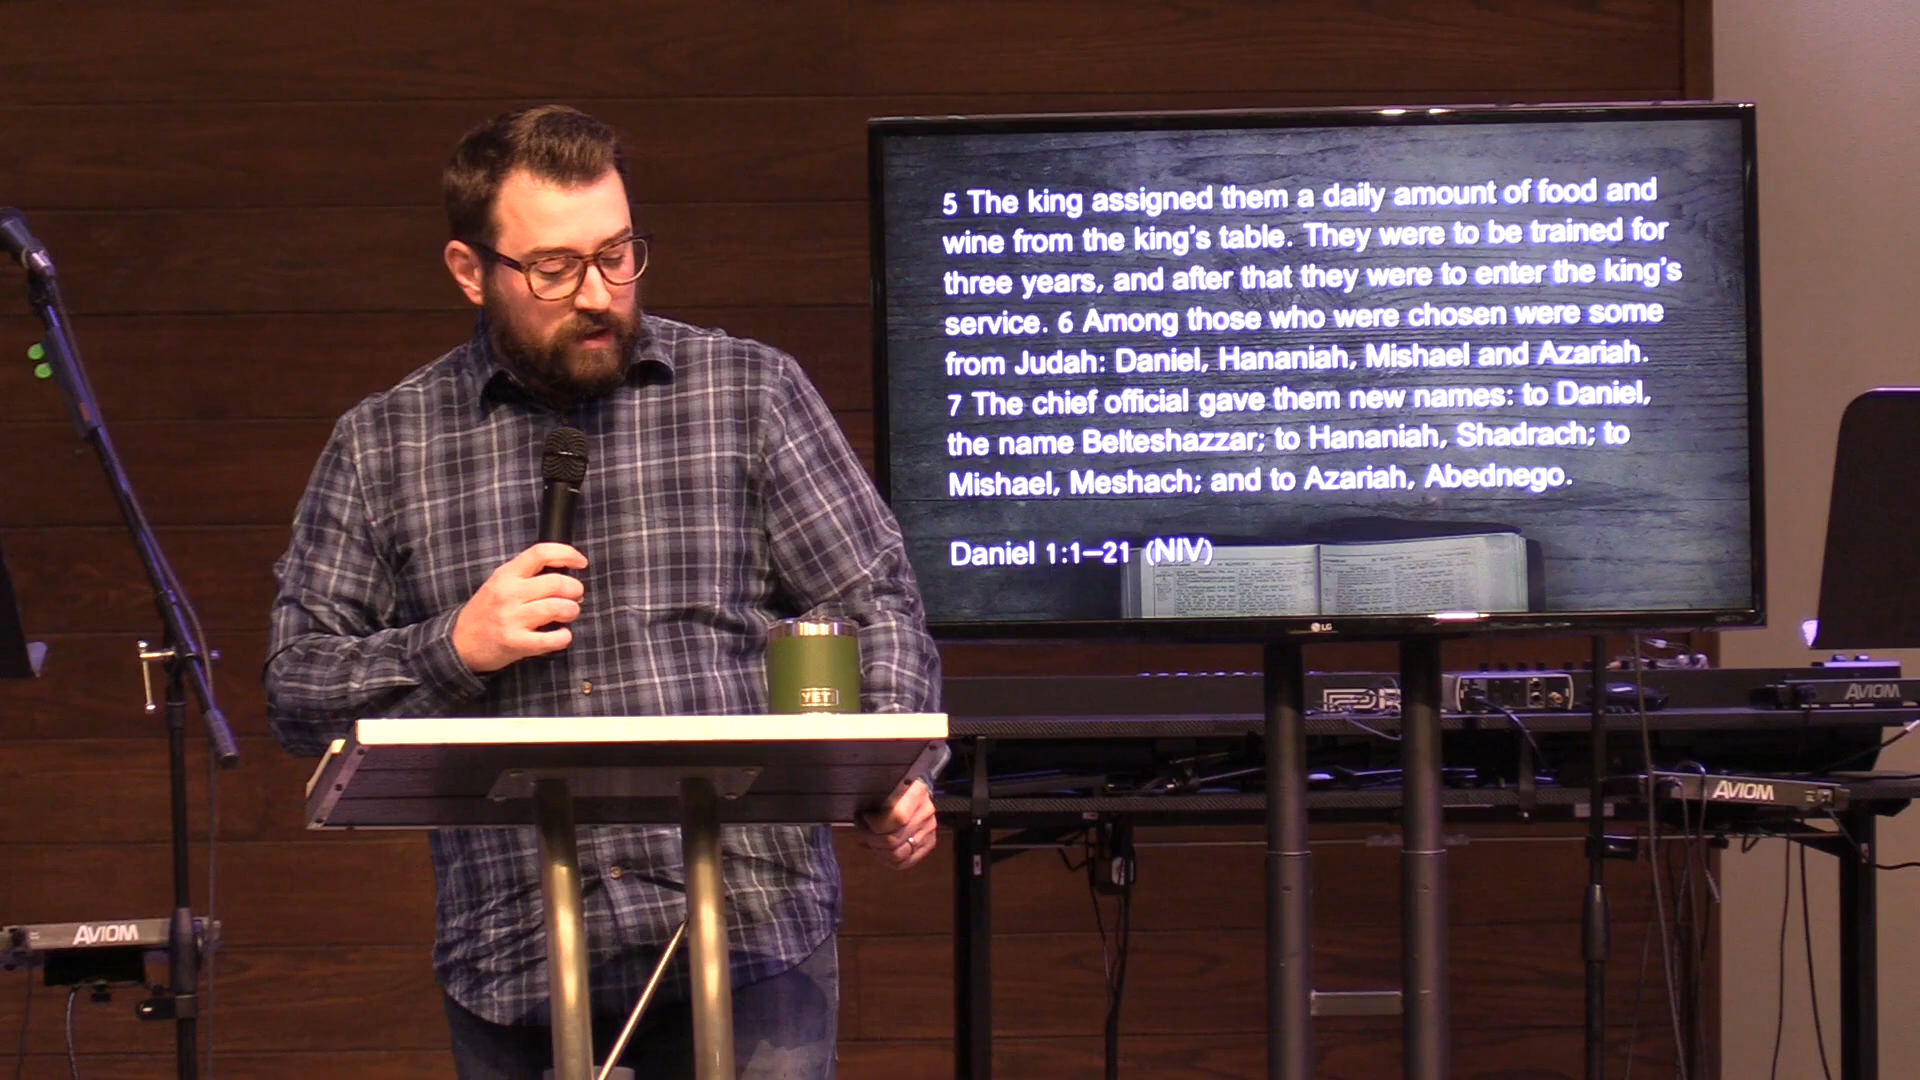 5 The king assigned them a daily amount of food and
wine from the king's table. They were to be trained for
three years, and after that they were to enter the king's
service. 6 Among those who were chosen were some
from Judah: Daniel, Hananiah, Mishael and Azariah.
7 The chief official gave them new names: to Daniel,
the name Belteshazzar; to Hananiah, Shadrach; to
Mishael, Meshach; and to Azariah, Abednego.
Daniel 1:1–21 (NIV)
LG
YETI
AVIOM
AVIOM
AVIOM